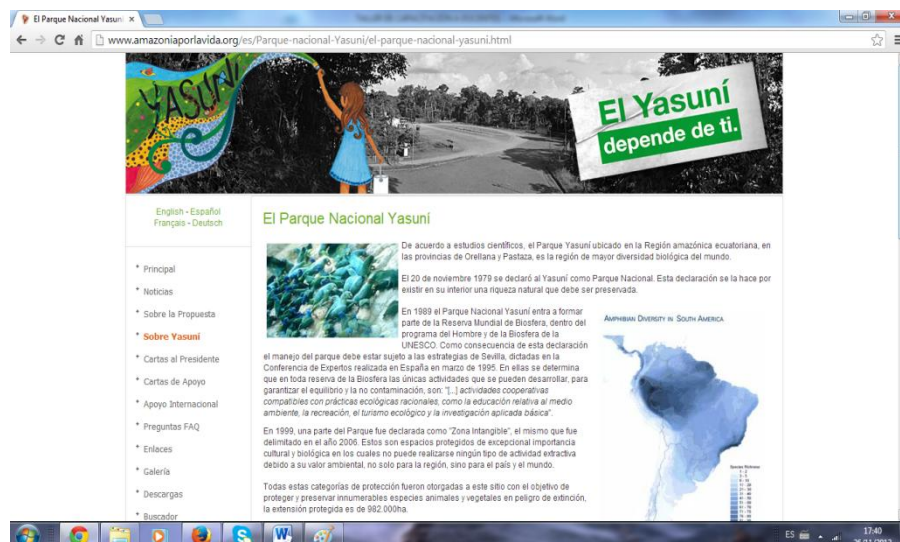 El Parque Nacional Yasuni
www.amazoniaporlavida.org/es/Parque-nacional-Yasuni/el-parque-nacional-yasuni.html
YASUNI
El Yasuní
depende de ti.
English - Español
Français - Deutsch
Principal
Noticias
Sobre la Propuesta
Sobre Yasuni
Cartas al Presidente
Cartas de Apoyo
Apoyo Internacional
Preguntas FAQ
Enlaces
Galería
Descargas
Buscador
El Parque Nacional Yasuní
De acuerdo a estudios científicos, el Parque Yasuní ubicado en la Región amazónica ecuatoriana, en
las provincias de Orellana y Pastaza, es la región de mayor diversidad biológica del mundo.
El 20 de noviembre 1979 se declaró al Yasuní como Parque Nacional. Esta declaración se la hace por
existir en su interior una riqueza natural que debe ser preservada.
En 1989 el Parque Nacional Yasuní entra a formar
parte de la Reserva Mundial de Biosfera, dentro del
programa del Hombre y de la Biosfera de la
UNESCO. Como consecuencia de esta declaración
el manejo del parque debe estar sujeto a las estrategias de Sevilla, dictadas en la
Conferencia de Expertos realizada en España en marzo de 1995. En ellas se determina
que en toda reserva de la Biosfera las únicas actividades que se pueden desarrollar, para
garantizar el equilibrio y la no contaminación, son: "[...] actividades cooperativas
compatibles con prácticas ecológicas racionales, como la educación relativa al medio
ambiente, la recreación, el turismo ecológico y la investigación aplicada básica".
En 1999, una parte del Parque fue declarada como "Zona Intangible", el mismo que fue
delimitado en el año 2006. Estos son espacios protegidos de excepcional importancia
cultural y biológica en los cuales no puede realizarse ningún tipo de actividad extractiva
debido a su valor ambiental, no solo para la región, sino para el país y el mundo.
Todas estas categorías de protección fueron otorgadas a este sitio con el objetivo de
proteger y preservar innumerables especies animales y vegetales en peligro de extinción,
la extensión protegida es de 982.000ha.
AMPHIBIAN DIVERSITY IN SOUTH AMERICA
ES
17:40